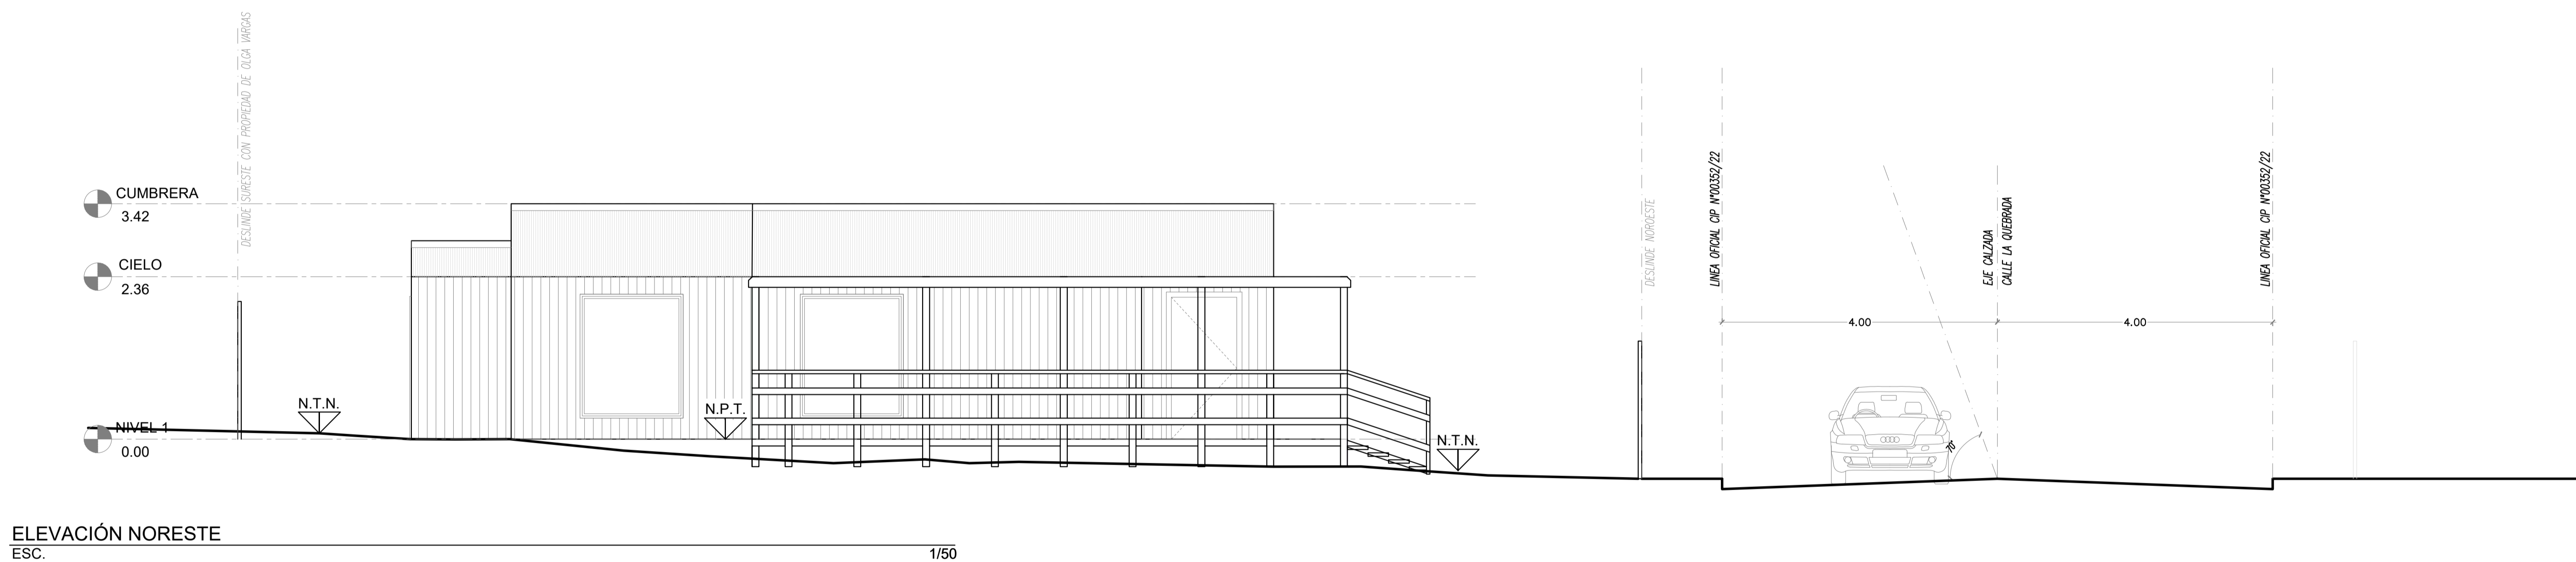 DESLINDE SURESTE CON PROPIEDAD DE OLGA VARGAS
CUMBRERA
3.42
CIELO
2.36
NIVEL 1
0.00
N.T.N.
N.P.T.
N.T.N.
DESLINDE NOROESTE
LINEA OFICIAL CIP N°00352/22
EJE CALZADA
CALLE LA QUEBRADA
LINEA OFICIAL CIP N°00352/22
4.00
4.00
70°
ELEVACIÓN NORESTE
ESC. 1/50